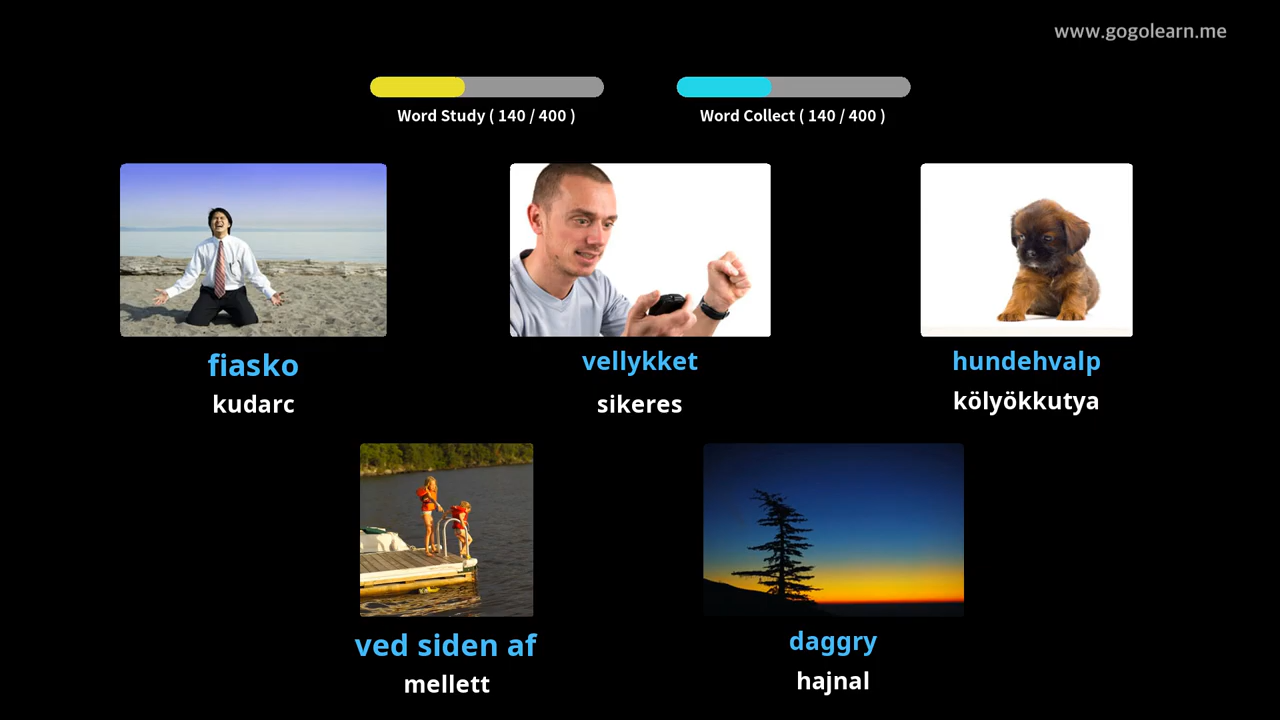 www.gogolearn.me
Word Study ( 140 / 400 )
Word Collect ( 140 / 400 )
fiasko
kudarc
vellykket
sikeres
hundehvalp
kölyökkutya
ved siden af
mellett
daggry
hajnal